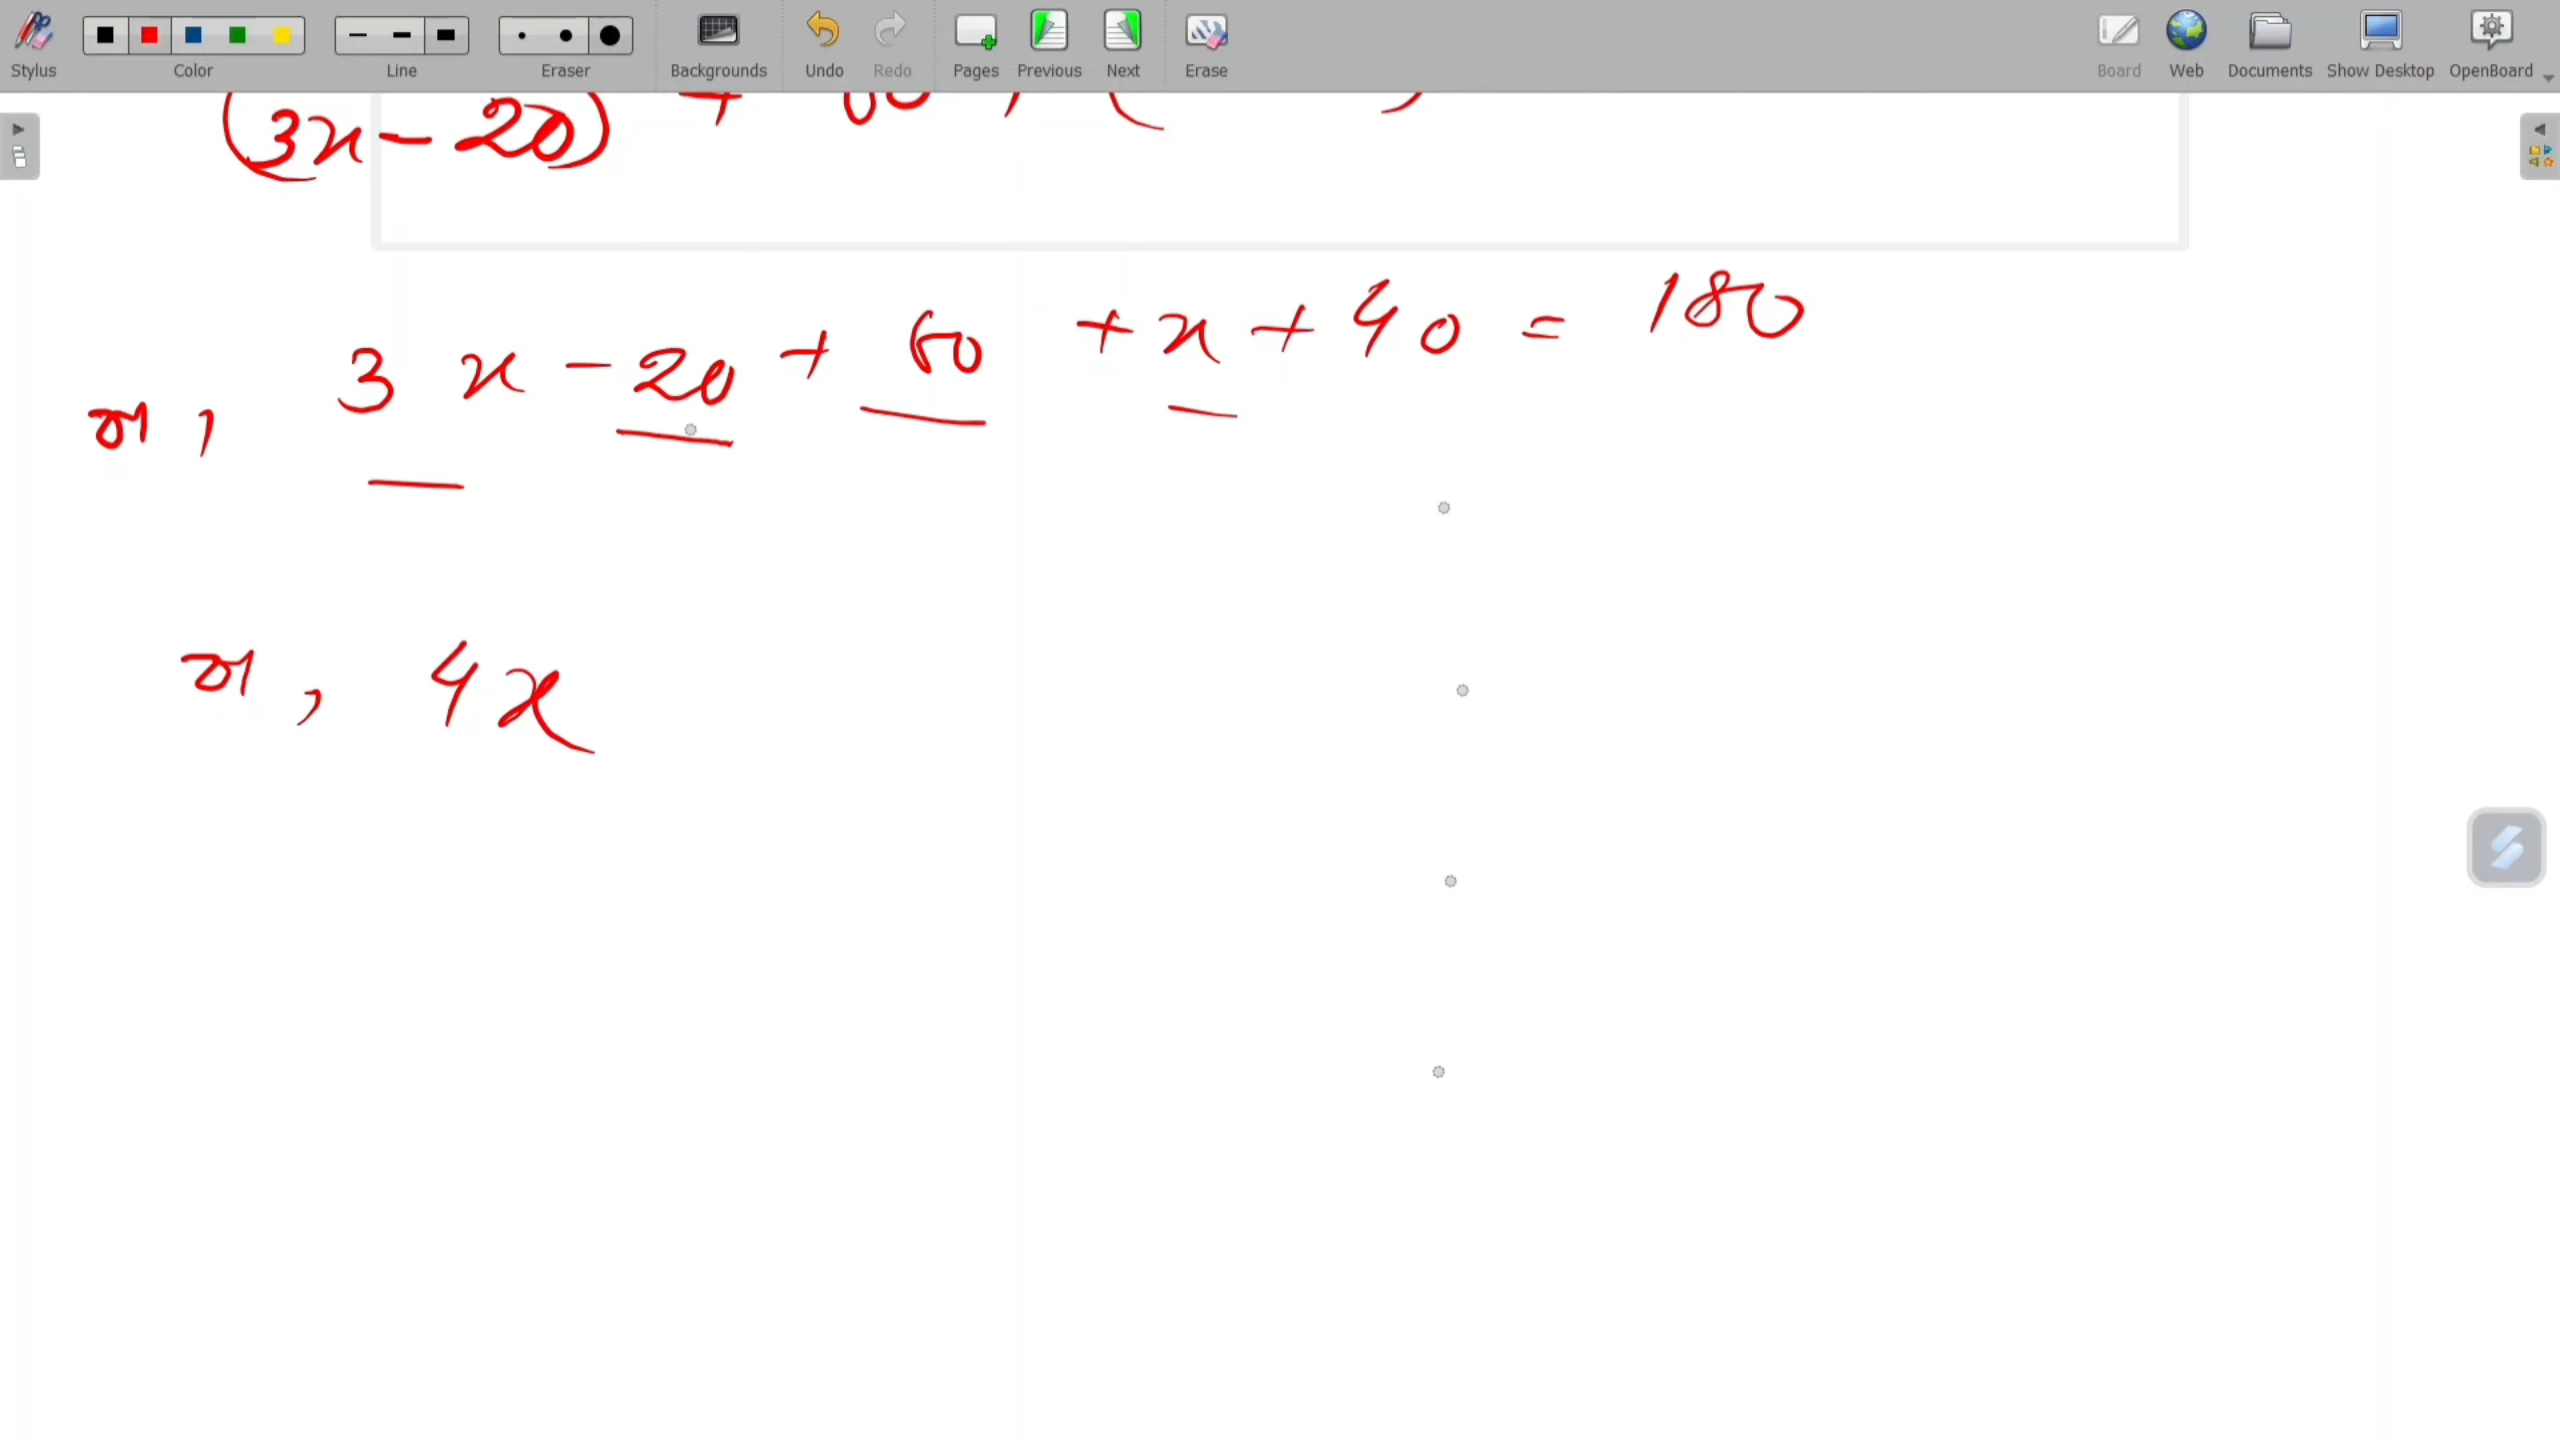 Stylus Color Line Eraser Backgrounds Undo Redo Pages Previous Next Erase Board Web Documents Show Desktop OpenBoard
(3x - 20) +
वा, 3x - 20 + 60 + x + 40 = 180
वा, 4x